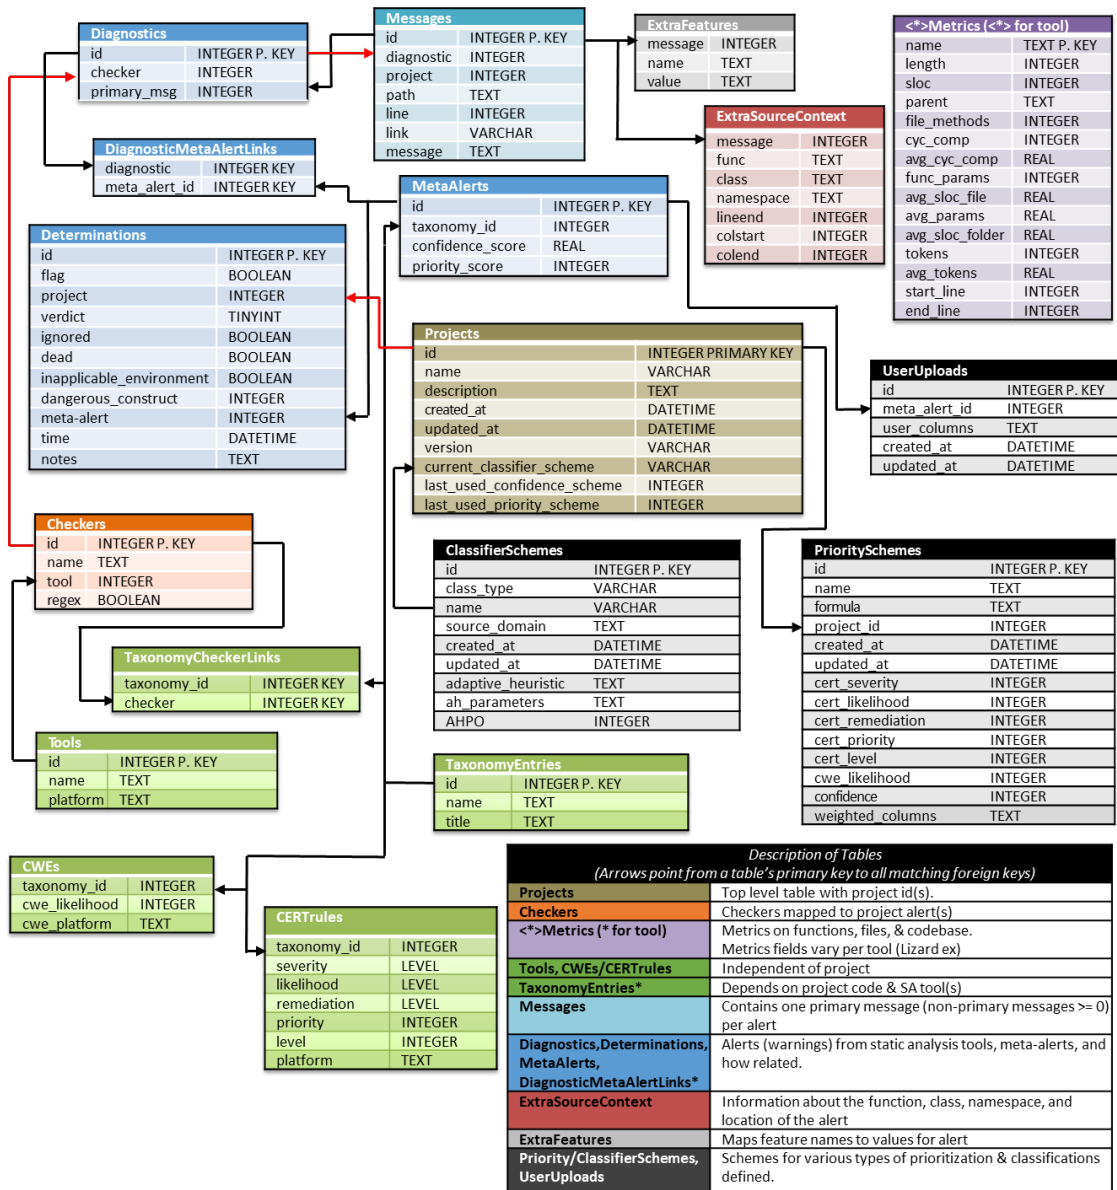 Diagnostics
id INTEGER P. KEY
checker INTEGER
primary_msg INTEGER
Messages
id INTEGER P. KEY
diagnostic INTEGER
project INTEGER
path TEXT
line INTEGER
link VARCHAR
message TEXT
ExtraFeatures
message INTEGER
name TEXT
value TEXT
<*>Metrics (<*> for tool)
name TEXT P. KEY
length INTEGER
sloc INTEGER
parent TEXT
file_methods INTEGER
cyc_comp INTEGER
avg_cyc_comp REAL
func_params INTEGER
avg_sloc_file REAL
avg_params REAL
avg_sloc_folder REAL
tokens INTEGER
avg_tokens REAL
start_line INTEGER
end_line INTEGER
ExtraSourceContext
message INTEGER
func TEXT
class TEXT
namespace TEXT
lineend INTEGER
colstart INTEGER
colend INTEGER
DiagnosticMetaAlertLinks
diagnostic INTEGER KEY
meta_alert_id INTEGER KEY
MetaAlerts
id INTEGER P. KEY
taxonomy_id INTEGER
confidence_score REAL
priority_score INTEGER
Determinations
id INTEGER P. KEY
flag BOOLEAN
project INTEGER
verdict TINYINT
ignored BOOLEAN
dead BOOLEAN
inapplicable_environment BOOLEAN
dangerous_construct INTEGER
meta-alert INTEGER
time DATETIME
notes TEXT
Projects
id INTEGER PRIMARY KEY
name VARCHAR
description TEXT
created_at DATETIME
updated_at DATETIME
version VARCHAR
current_classifier_scheme VARCHAR
last_used_confidence_scheme INTEGER
last_used_priority_scheme INTEGER
UserUploads
id INTEGER P. KEY
meta_alert_id INTEGER
user_columns TEXT
created_at DATETIME
updated_at DATETIME
Checkers
id INTEGER P. KEY
name TEXT
tool INTEGER
regex BOOLEAN
ClassifierSchemes
id INTEGER P. KEY
class_type VARCHAR
name VARCHAR
source_domain TEXT
created_at DATETIME
updated_at DATETIME
adaptive_heuristic TEXT
ah_parameters TEXT
AHPO INTEGER
PrioritySchemes
id INTEGER P. KEY
name TEXT
formula TEXT
project_id INTEGER
created_at DATETIME
updated_at DATETIME
cert_severity INTEGER
cert_likelihood INTEGER
cert_remediation INTEGER
cert_priority INTEGER
cert_level INTEGER
cwe_likelihood INTEGER
confidence INTEGER
weighted_columns TEXT
TaxonomyCheckerLinks
taxonomy_id INTEGER KEY
checker INTEGER KEY
Tools
id INTEGER P. KEY
name TEXT
platform TEXT
TaxonomyEntries
id INTEGER P. KEY
name TEXT
title TEXT
CWEs
taxonomy_id INTEGER
cwe_likelihood INTEGER
cwe_platform TEXT
CERTrules
taxonomy_id INTEGER
severity LEVEL
likelihood LEVEL
remediation LEVEL
priority INTEGER
level INTEGER
platform TEXT
Description of Tables
(Arrows point from a table's primary key to all matching foreign keys)
Projects Top level table with project id(s).
Checkers Checkers mapped to project alert(s)
<*>Metrics (* for tool) Metrics on functions, files, & codebase.
Metrics fields vary per tool (Lizard ex)
Tools, CWEs/CERTrules Independent of project
TaxonomyEntries* Depends on project code & SA tool(s)
Messages Contains one primary message (non-primary messages >= 0)
per alert
Diagnostics,Determinations, Alerts (warnings) from static analysis tools, meta-alerts, and
MetaAlerts, how related.
DiagnosticMetaAlertLinks*
ExtraSourceContext Information about the function, class, namespace, and
location of the alert
ExtraFeatures Maps feature names to values for alert
Priority/ClassifierSchemes, Schemes for various types of prioritization & classifications
UserUploads defined.